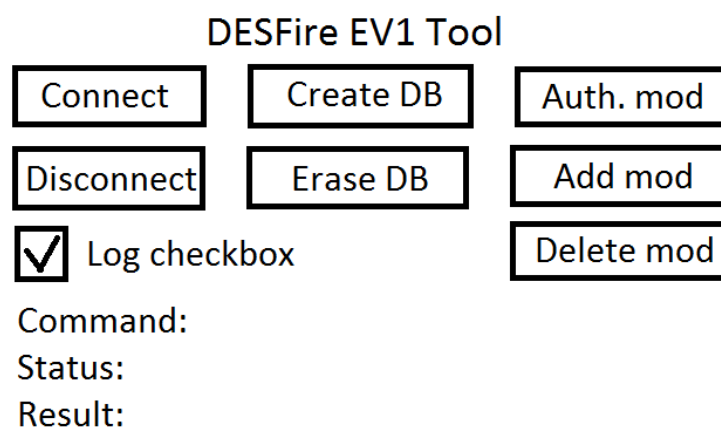 DESFire EV1 Tool
Connect Create DB Auth. mod
Disconnect Erase DB Add mod
Log checkbox Delete mod
Command:
Status:
Result: